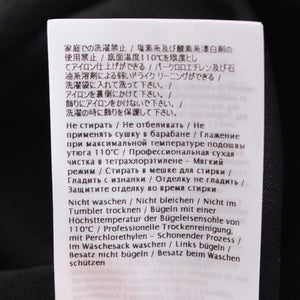 家庭での洗濯禁止 / 塩素系及び酸素系漂白剤の
使用禁止 / 底面温度110℃を限度とし
てアイロン仕上げができる / パークロロエチレン及び石
油系溶剤による弱いドライクリーニングができる /
洗濯袋に入れて洗って下さい。 /
アイロンを裏側にかけて下さい。 /
飾りにアイロンがけないで下さい。 /
洗濯の時に飾りを保護して下さい。
Не стирать / Не отбеливать / Не
применять сушку в барабане / Глажение
при максимальной температуре подошвы
утюга 110°C / Профессиональная сухая
чистка в тетрахлорэтилене - Мягкий
режим / Стирать в мешке для стирки /
Гладить с изнанки / Отделку не гладить /
Защитите отделку во время стирки
Nicht waschen / Nicht bleichen / Nicht im
Tumbler trocknen / Bügeln mit einer
Höchsttemperatur der Bügeleisensohle von
110°C / Professionelle Trockenreinigung,
mit Perchlorethylen - Schonender Prozess /
Im Wäschesack waschen / Links bügeln /
Besatz nicht bügeln / Besatz beim Waschen
schützen